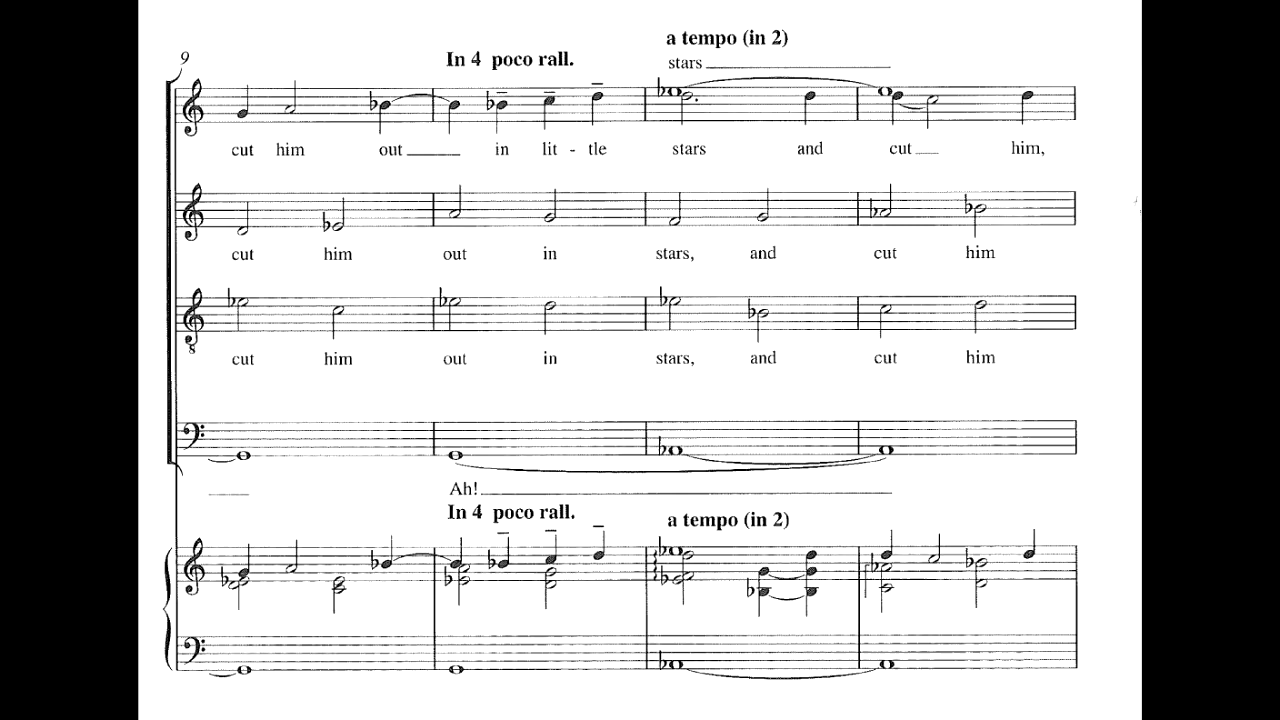 9
In 4 poco rall.
a tempo (in 2)
stars
cut him out in lit - tle stars and cut him,
cut him out in stars, and cut him
8
cut him out in stars, and cut him
Ah!
In 4 poco rall.
a tempo (in 2)